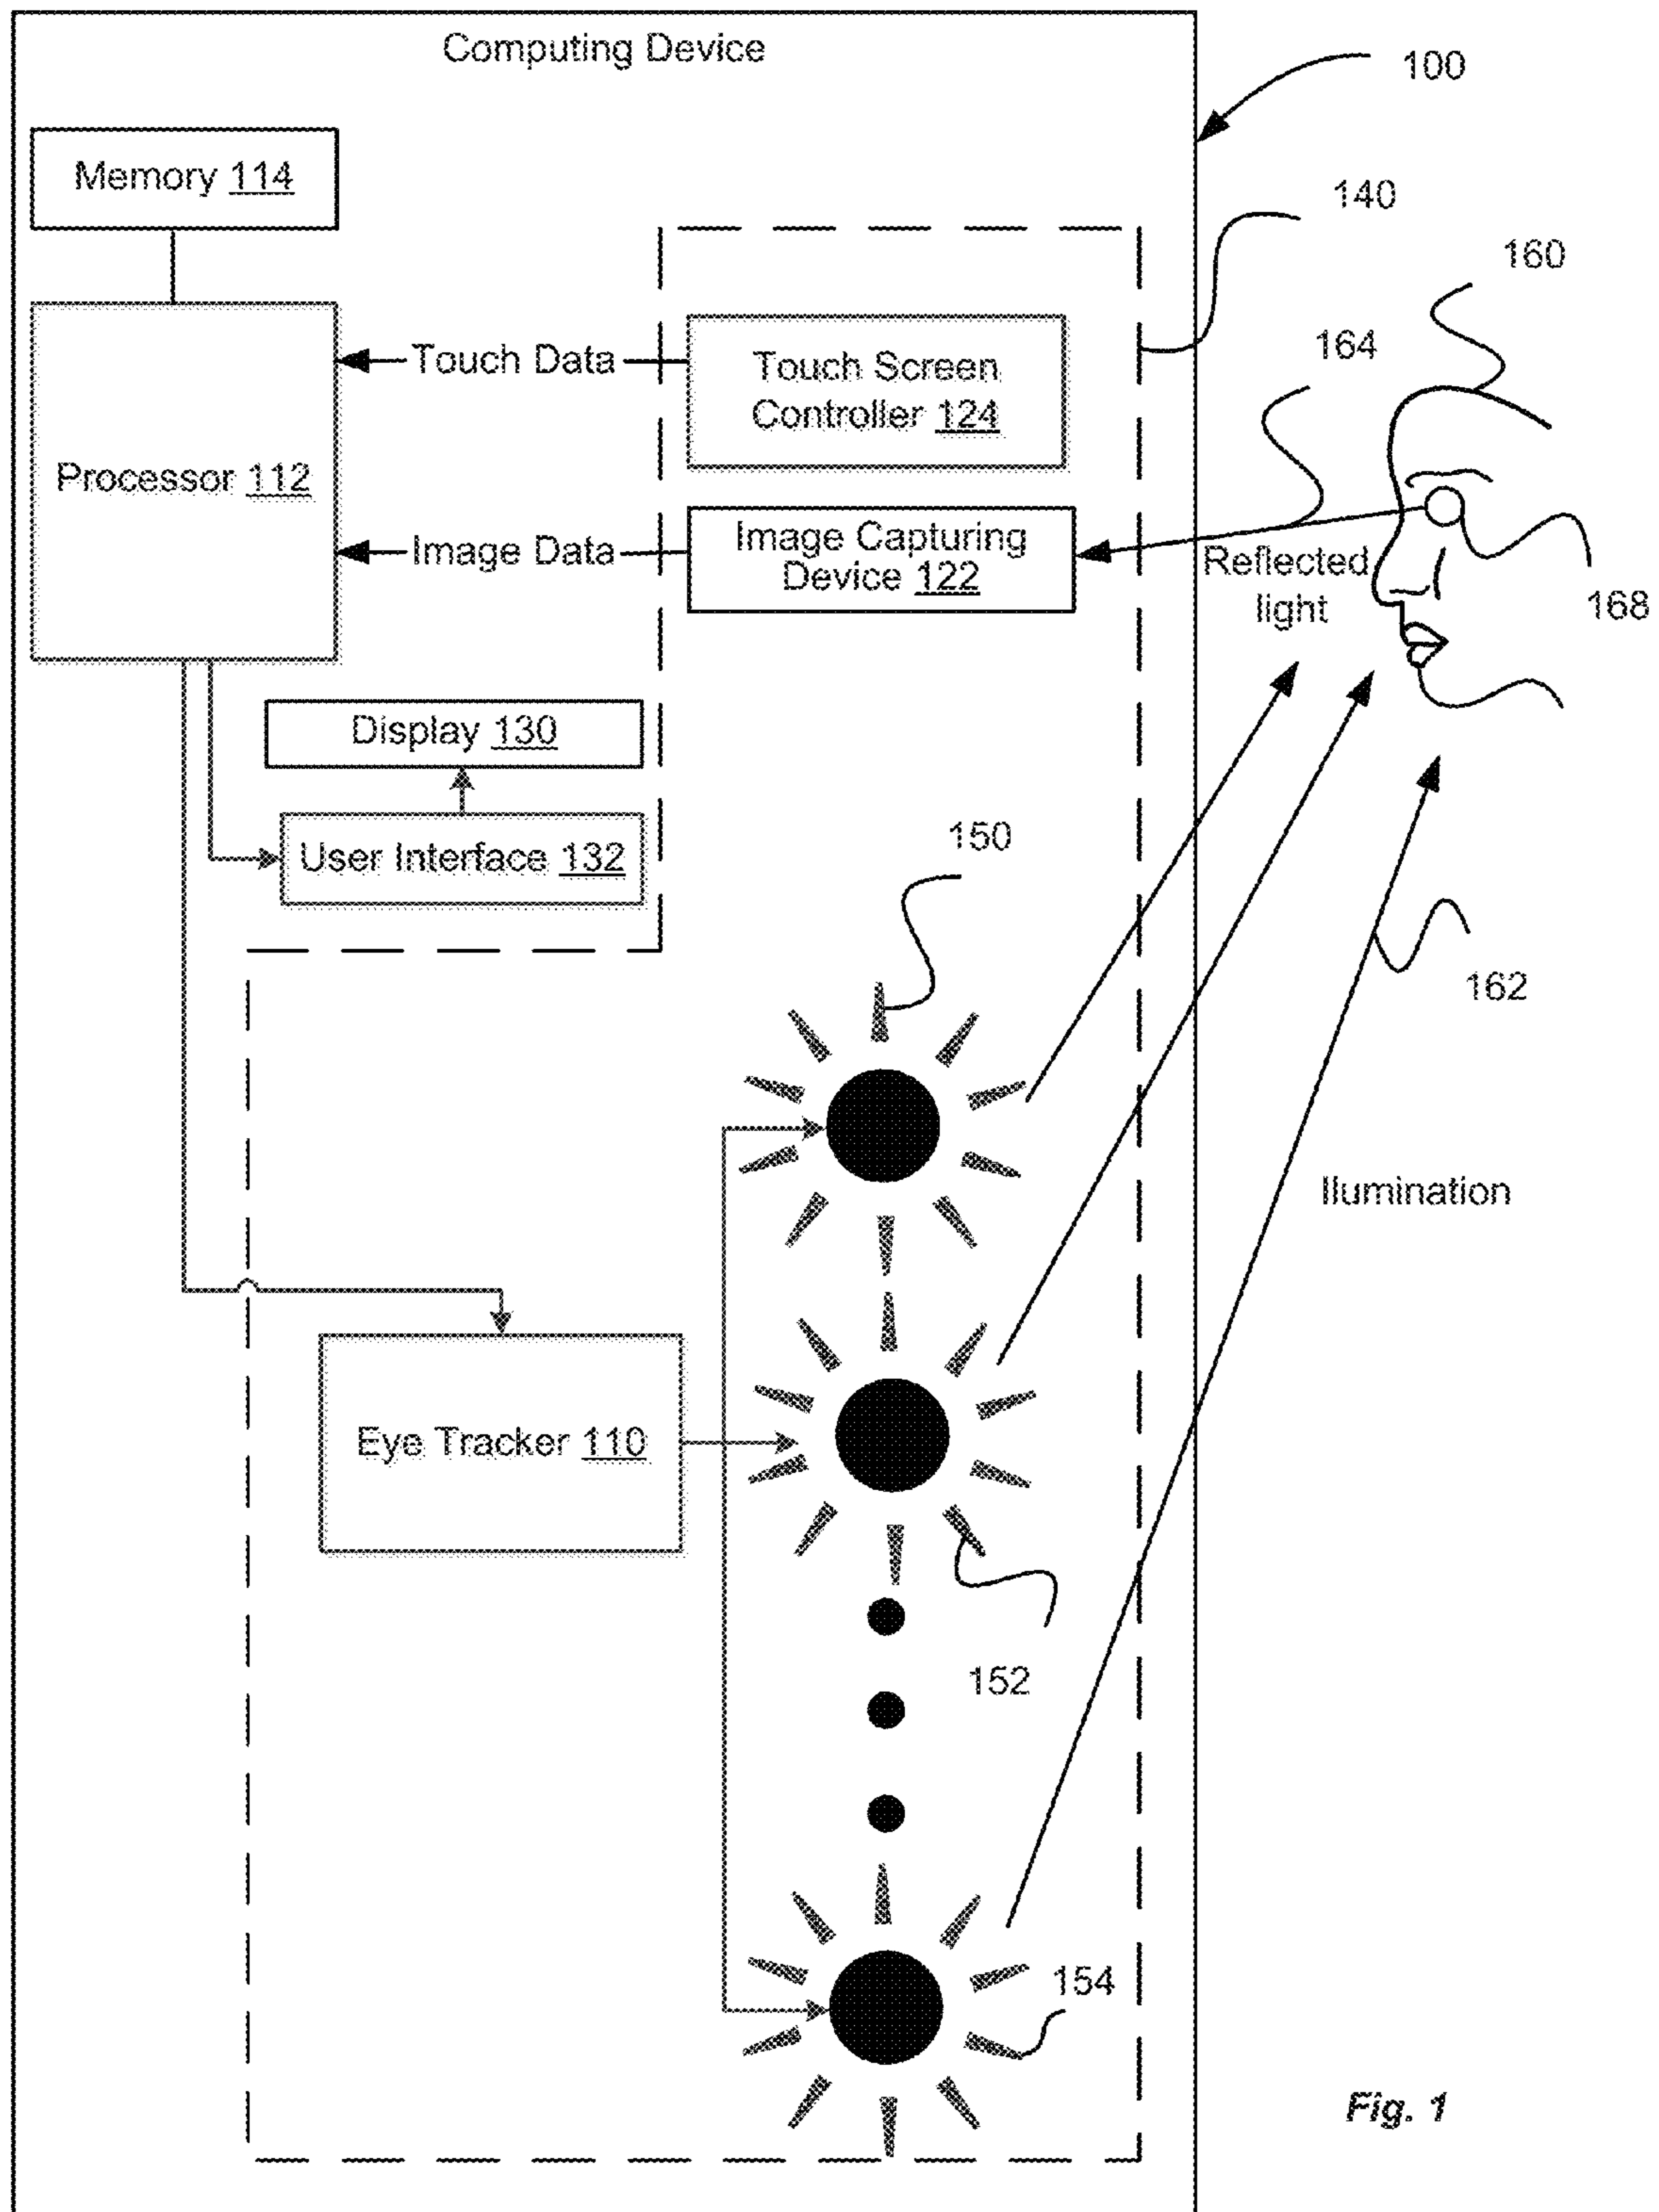 Computing Device
100
Memory 114
140
160
164
Touch Data
Touch Screen
Controller 124
Processor 112
Image Data
Image Capturing
Device 122
Reflected
light
168
Display 130
User Interface 132
150
162
Illumination
Eye Tracker 110
152
154
Fig. 1